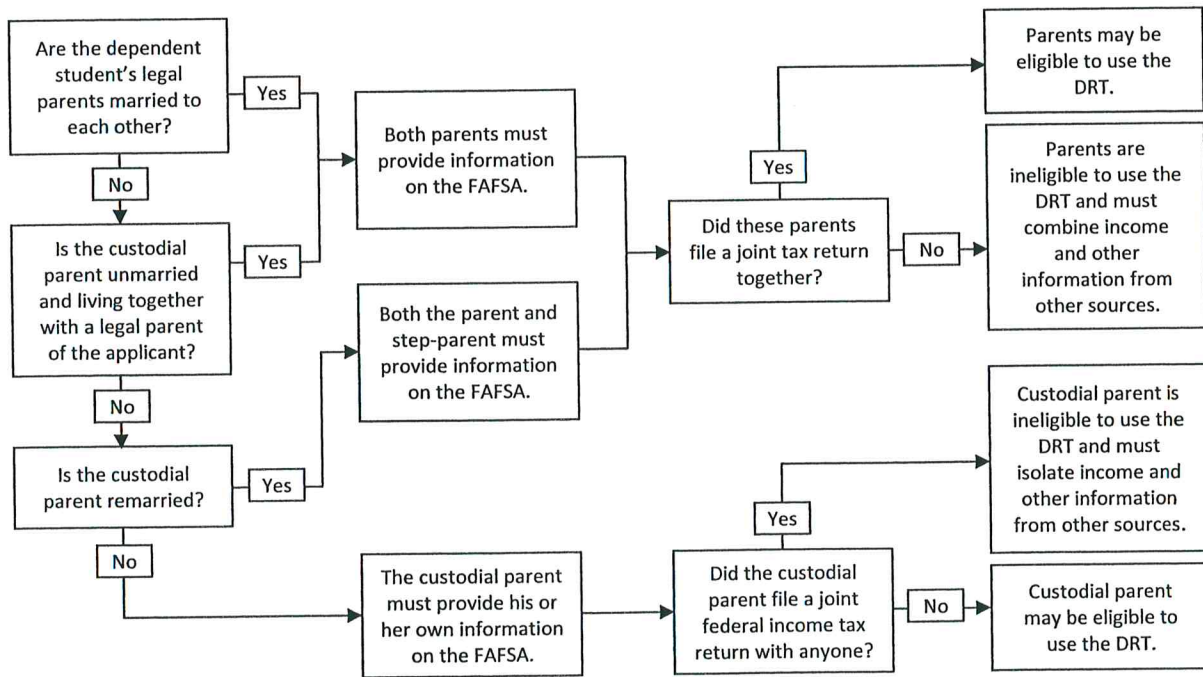 Are the dependent
student's legal
parents married to
each other?
Yes
No
Is the custodial
parent unmarried
and living together
with a legal parent
of the applicant?
Yes
No
Is the custodial
parent remarried?
Yes
No
Both parents must
provide information
on the FAFSA.
Both the parent and
step-parent must
provide information
on the FAFSA.
The custodial parent
must provide his or
her own information
on the FAFSA.
Did these parents
file a joint tax return
together?
Yes
No
Parents may be
eligible to use the
DRT.
Parents are
ineligible to use the
DRT and must
combine income
and other
information from
other sources.
Did the custodial
parent file a joint
federal income tax
return with anyone?
Yes
No
Custodial parent is
ineligible to use the
DRT and must
isolate income and
other information
from other sources.
Custodial parent
may be eligible to
use the DRT.